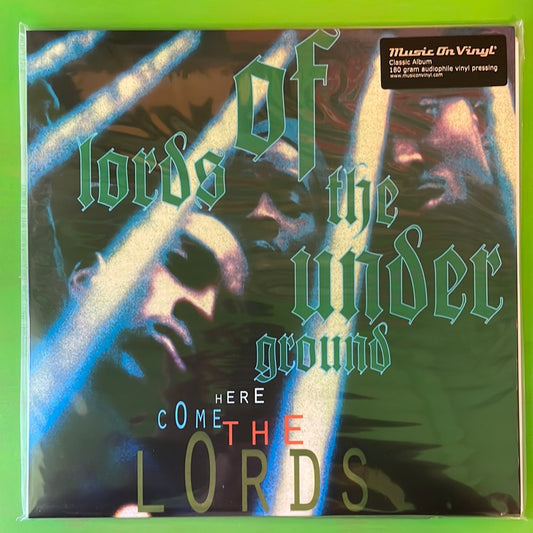 Music On Vinyl
Classic Album
180 gram audiophile vinyl pressing
www.musiconvinyl.com
of
lords
the
under
ground
HERE
COME
THE
LORDS